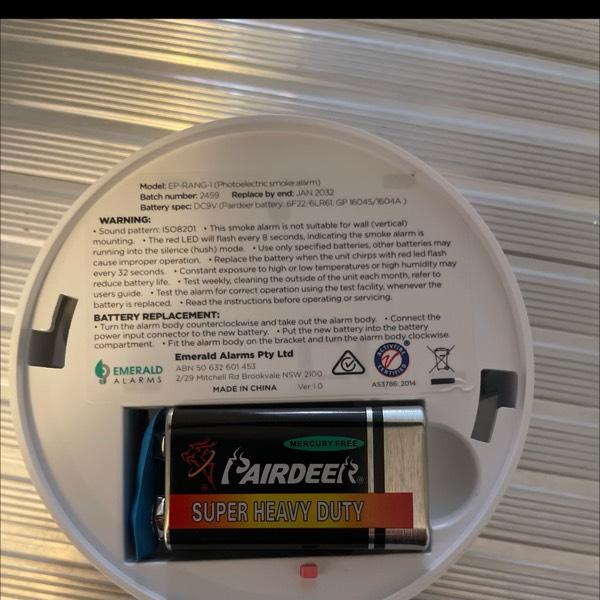 Model: EP-RANG-1 (Photoelectric smoke alarm)
Batch number: 2459 Replace by end: JAN 2032
Battery spec: DC9V (Pairdeer battery: 6F22/6LR61, GP 1604S/1604A )
WARNING:
• Sound pattern: ISO8201 • This smoke alarm is not suitable for wall (vertical)
mounting. • The red LED will flash every 8 seconds, indicating the smoke alarm is
running into the silence (hush) mode. • Use only specified batteries, other batteries may
cause improper operation. • Replace the battery when the unit chirps with red led flash
every 32 seconds. • Constant exposure to high or low temperatures or high humidity may
reduce battery life. • Test weekly, cleaning the outside of the unit each month, refer to
users guide. • Test the alarm for correct operation using the test facility, whenever the
battery is replaced. • Read the instructions before operating or servicing.
BATTERY REPLACEMENT:
• Turn the alarm body counterclockwise and take out the alarm body. • Connect the
power input connector to the new battery. • Put the new battery into the battery
compartment. • Fit the alarm body on the bracket and turn the alarm body clockwise.
Emerald Alarms Pty Ltd
ABN 50 632 601 453
2/29 Mitchell Rd Brookvale NSW 2100
MADE IN CHINA Ver 1.0
EMERALD
ALARMS
ACTIVFIRE
CERTIFIED
AS3786: 2014
MERCURY FREE
PAIRDEER®
SUPER HEAVY DUTY